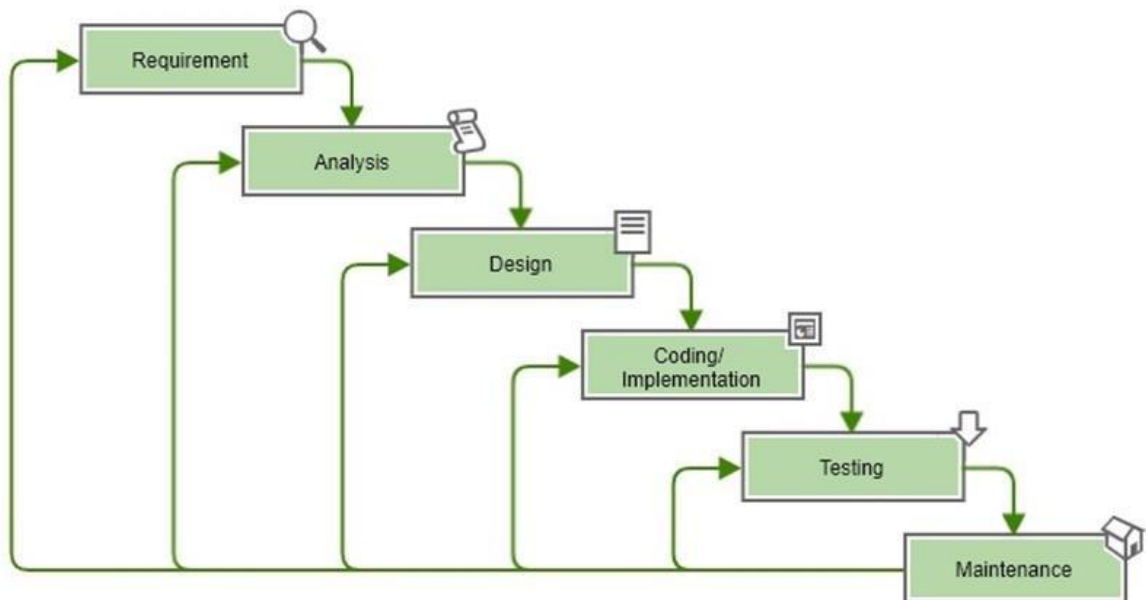 Requirement
Analysis
Design
Coding/
Implementation
Testing
Maintenance